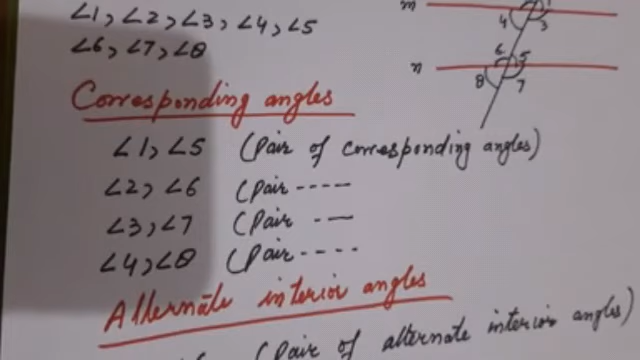 ∠1, ∠2, ∠3, ∠4, ∠5
∠6, ∠7, ∠8
m
1
4 3
n
6 5
8 7
Corresponding angles
∠1, ∠5 (Pair of corresponding angles)
∠2, ∠6 (Pair -----
∠3, ∠7 (Pair ---
∠4, ∠8 (Pair ----
Alternate interior angles
(Pair of alternate interior angles)